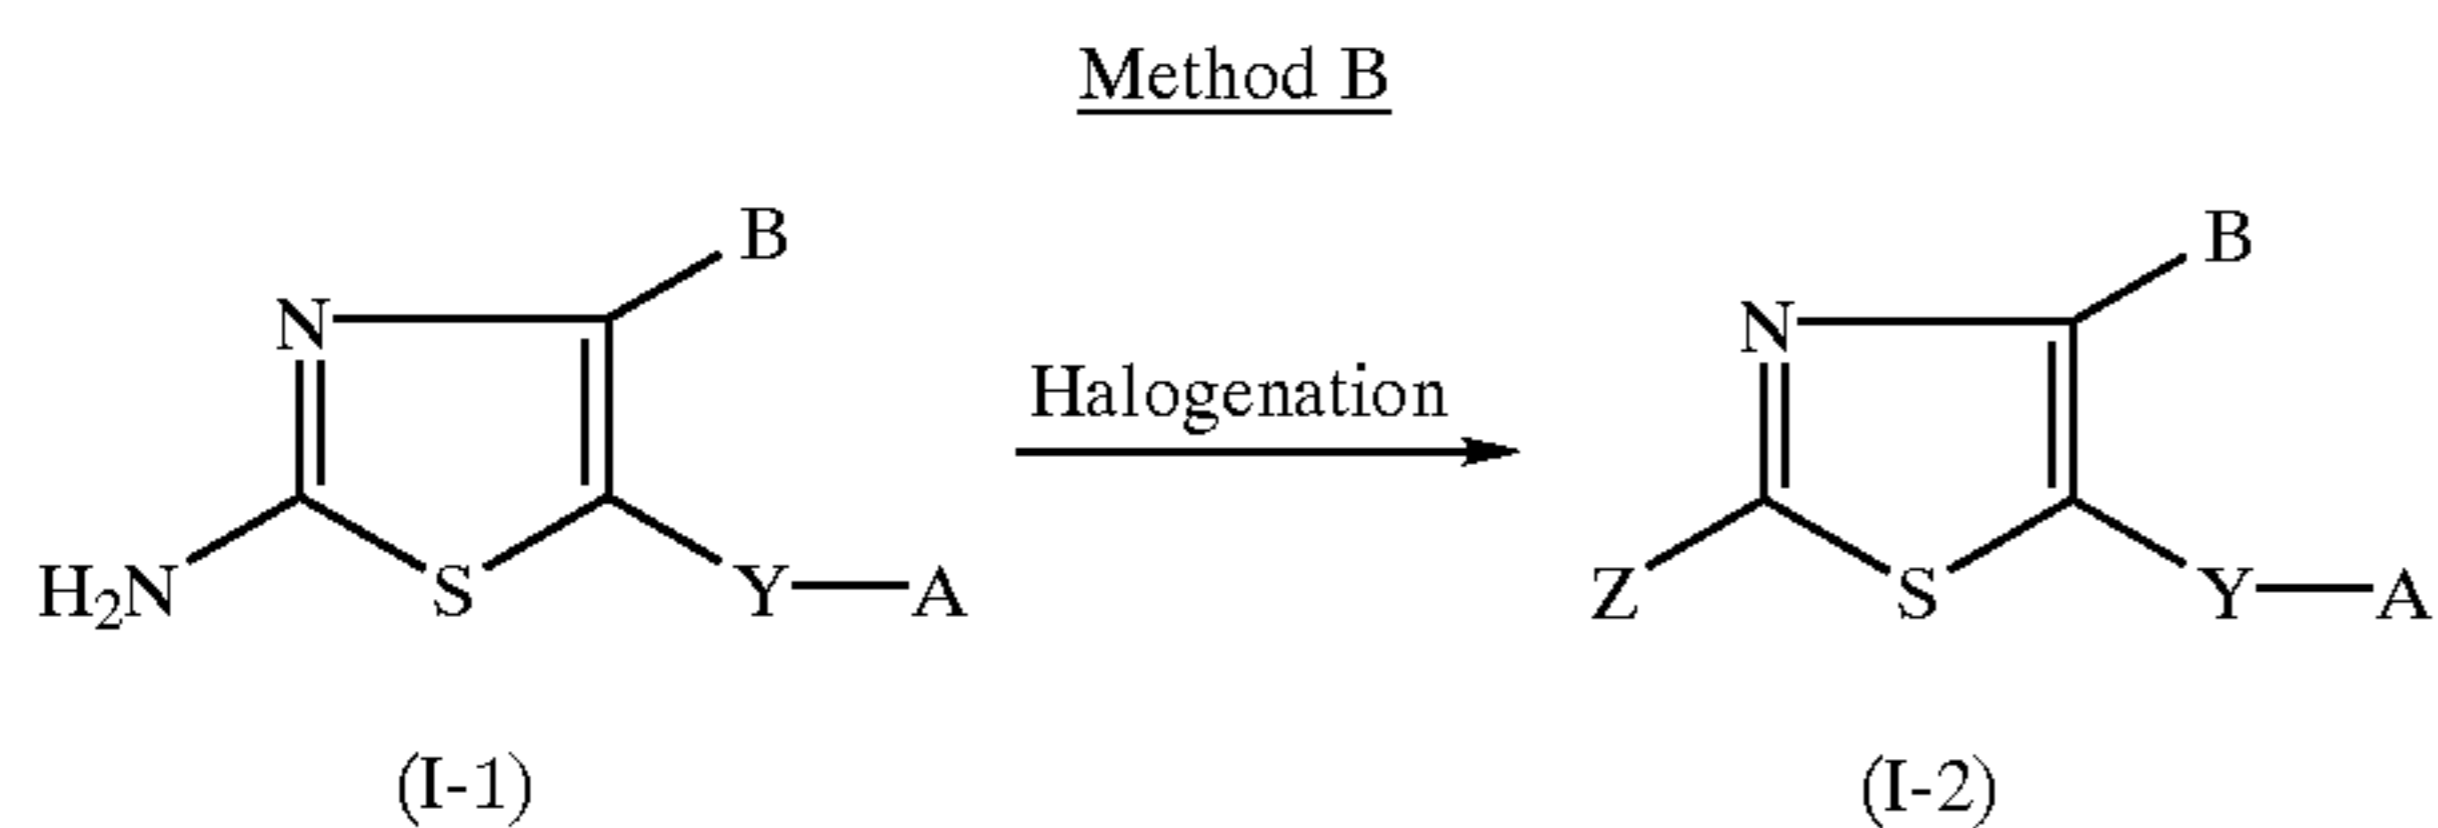 Method B
B
B
N
N
Halogenation
H2N
S
Y
A
Z
S
Y
A
(I-1)
(I-2)